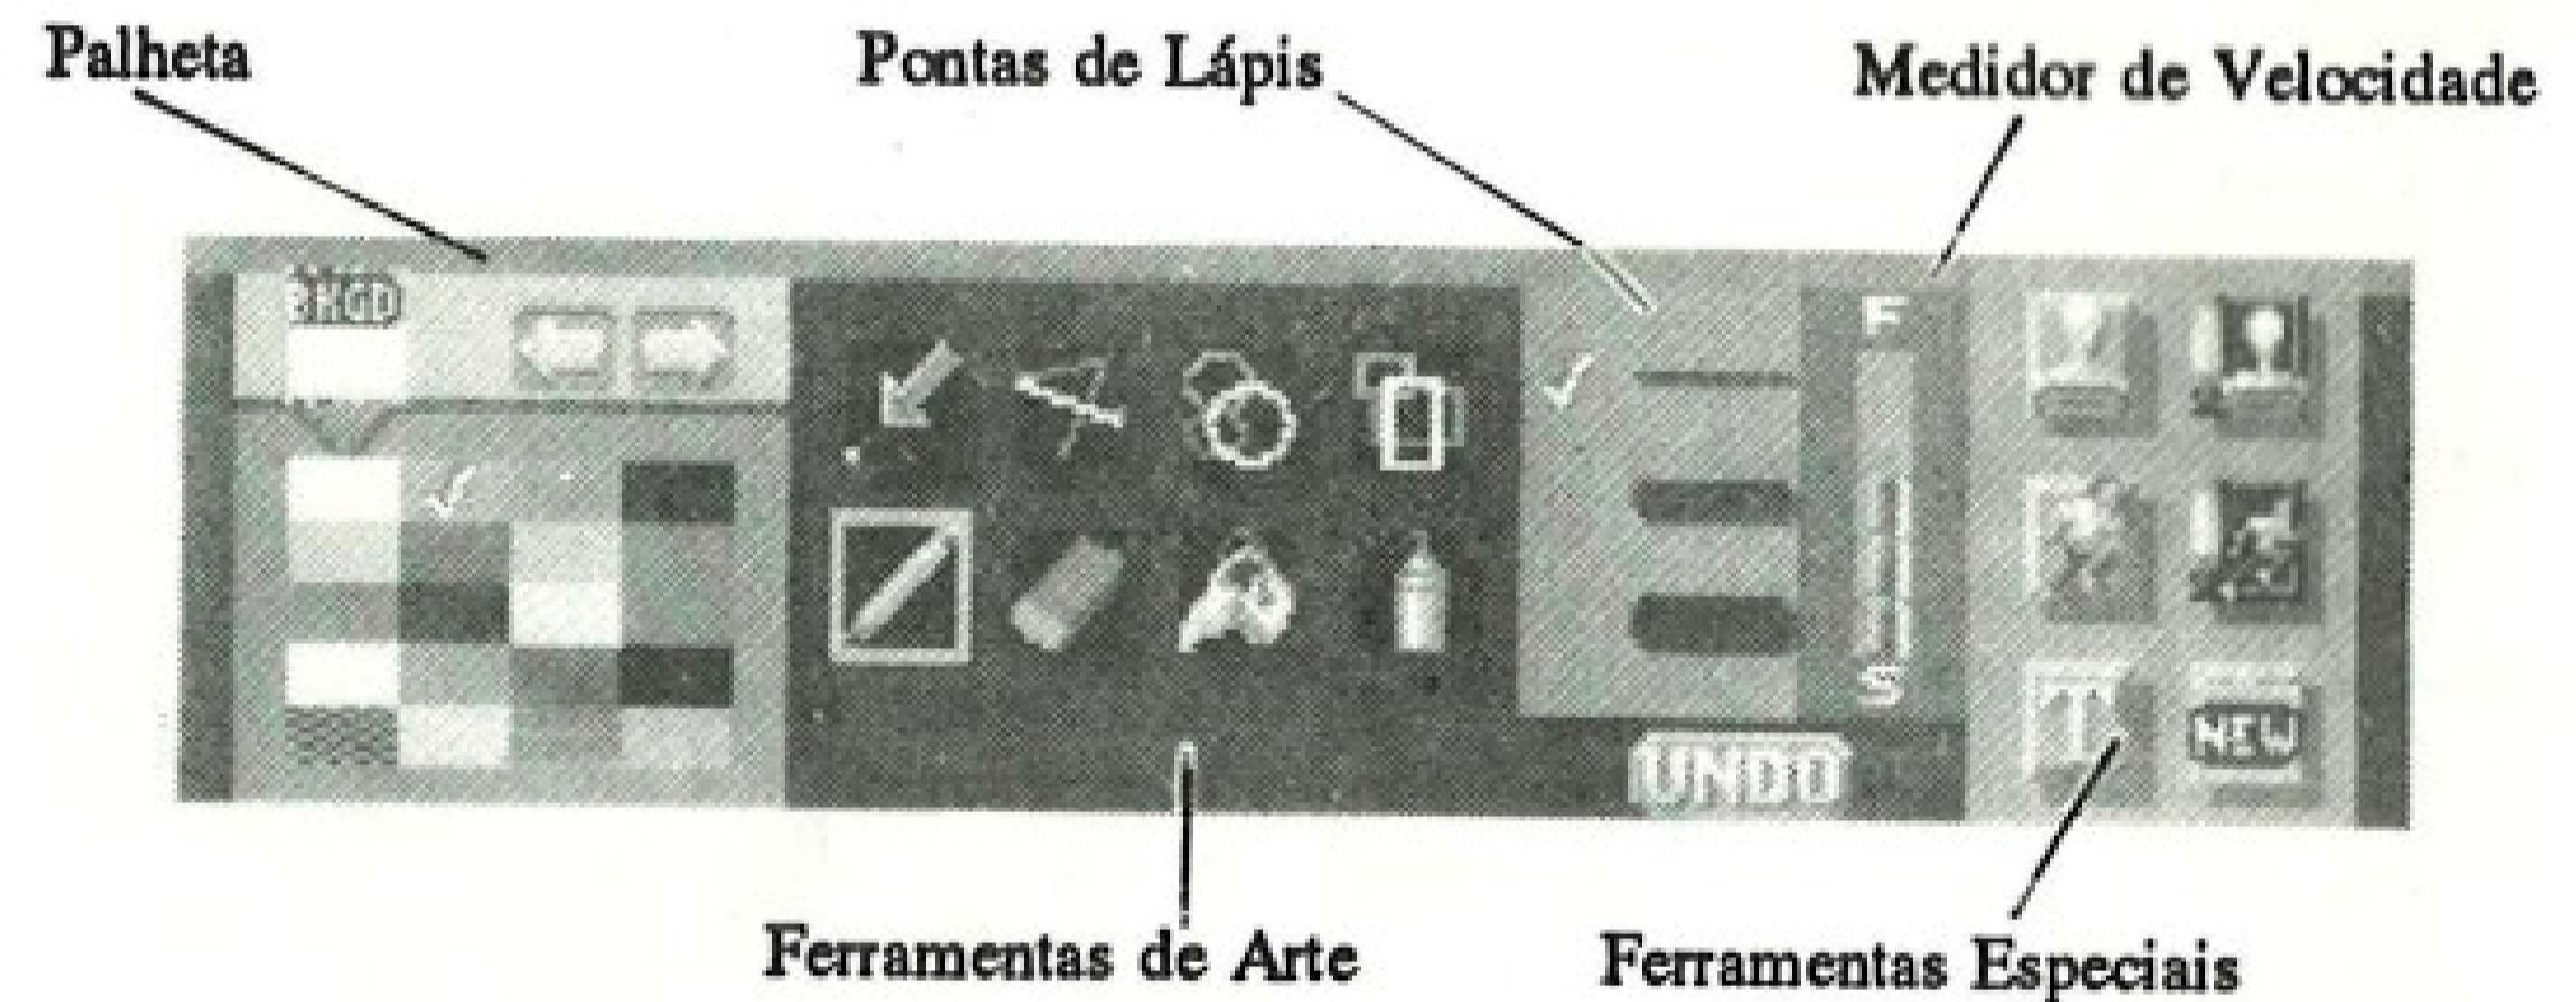 Palheta
Pontas de Lápis
Medidor de Velocidade
BKGD
F
S
T
NEW
UNDO
Ferramentas de Arte
Ferramentas Especiais